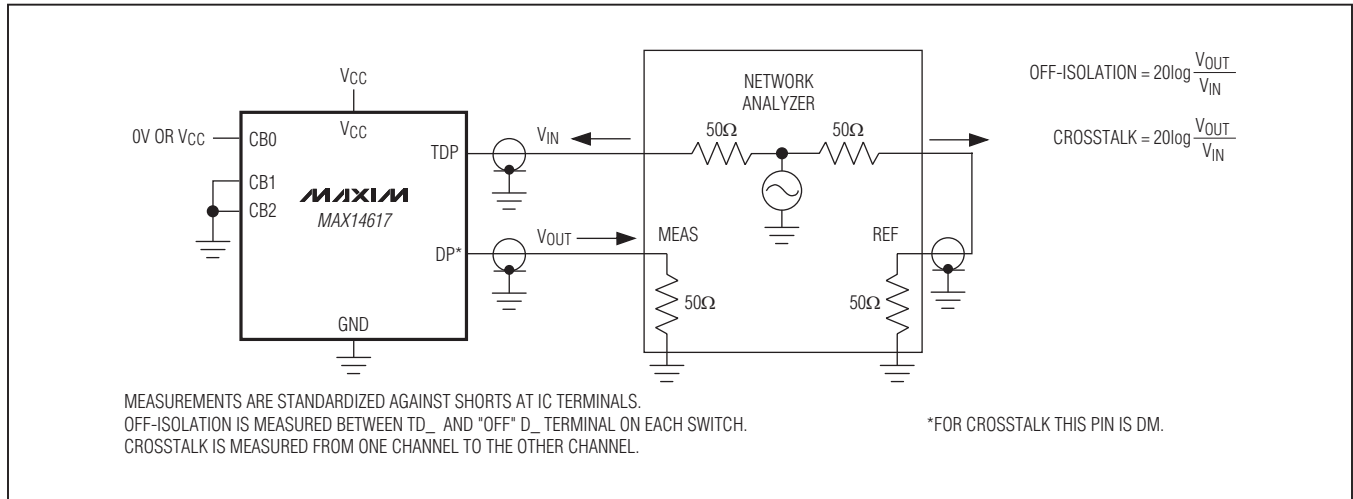 VCC
NETWORK
ANALYZER
OFF-ISOLATION = 20log VOUT
VIN
0V OR VCC
CB0
VCC
TDP
VIN
50Ω
50Ω
CROSSTALK = 20log VOUT
VIN
CB1
MAXIM
CB2
MAX14617
DP*
VOUT
MEAS
REF
50Ω
50Ω
GND
MEASUREMENTS ARE STANDARDIZED AGAINST SHORTS AT IC TERMINALS.
OFF-ISOLATION IS MEASURED BETWEEN TD_ AND "OFF" D_ TERMINAL ON EACH SWITCH.
*FOR CROSSTALK THIS PIN IS DM.
CROSSTALK IS MEASURED FROM ONE CHANNEL TO THE OTHER CHANNEL.